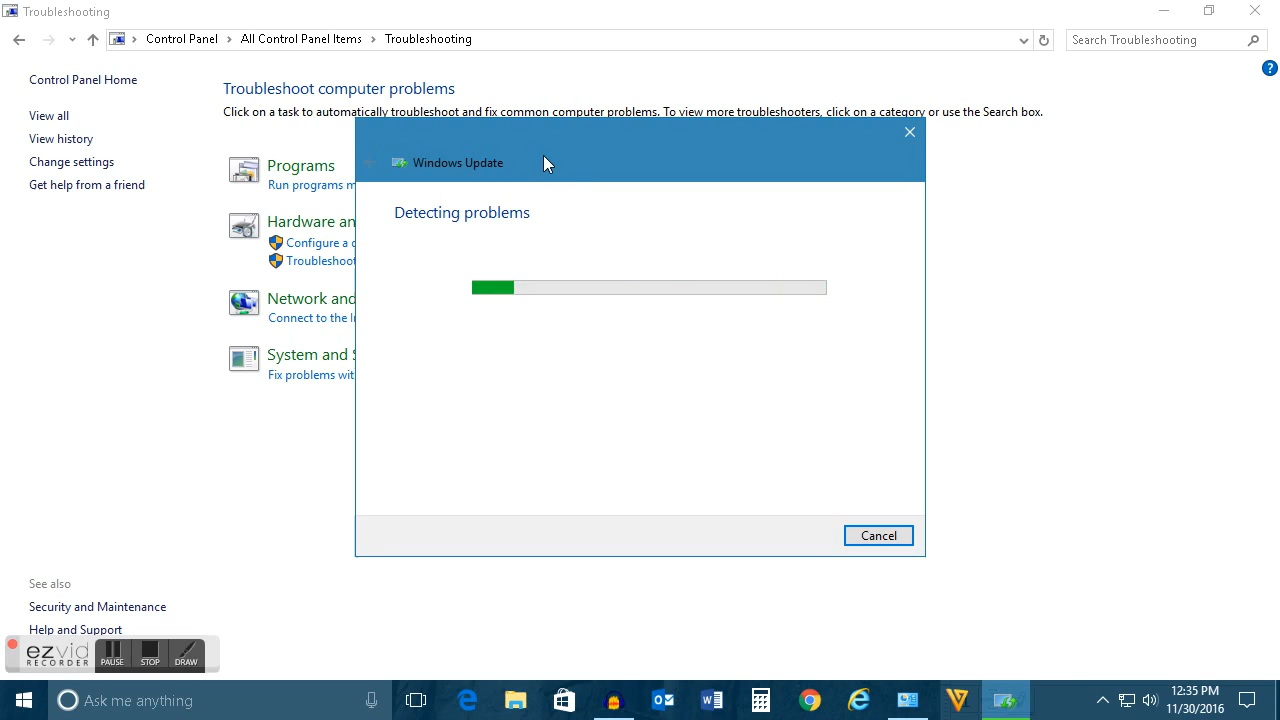 Troubleshooting
Control Panel > All Control Panel Items > Troubleshooting
Search Troubleshooting
Control Panel Home
View all
View history
Change settings
Get help from a friend
Troubleshoot computer problems
Click on a task to automatically troubleshoot and fix common computer problems. To view more troubleshooters, click on a category or use the Search box.
Programs
Run programs m
Hardware an
Configure a d
Troubleshoot
Network and
Connect to the I
System and S
Fix problems wit
Windows Update
Detecting problems
Cancel
See also
Security and Maintenance
Help and Support
ezvid
RECORDER
PAUSE
STOP
DRAW
Ask me anything
12:35 PM
11/30/2016